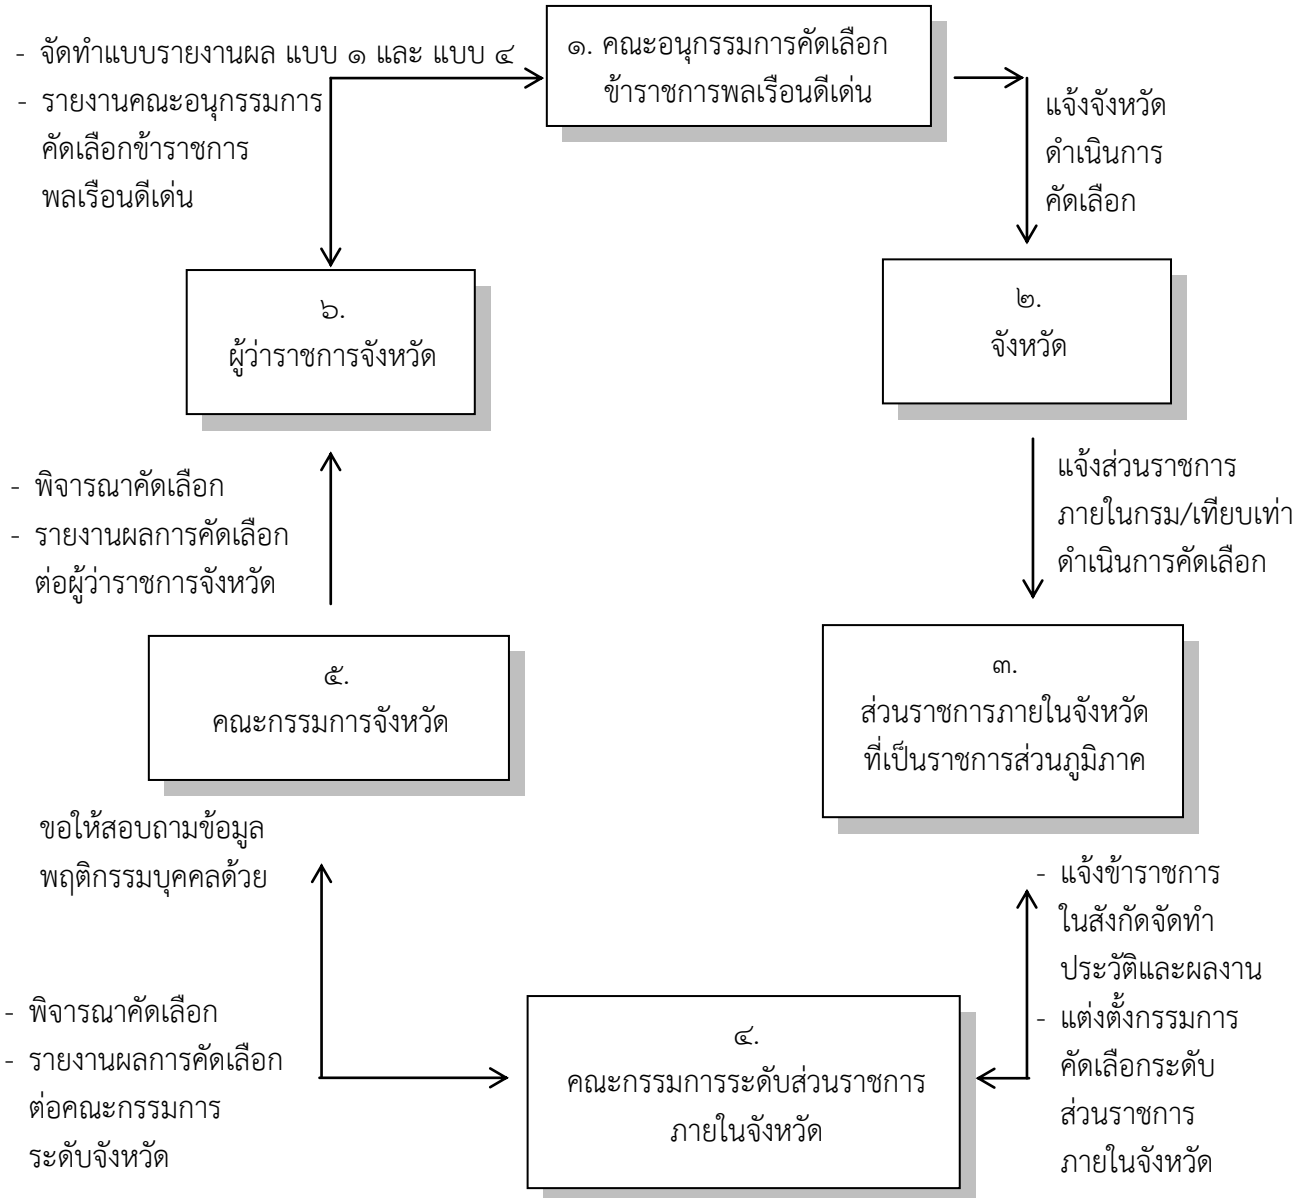 ๑. คณะอนุกรรมการคัดเลือก
ข้าราชการพลเรือนดีเด่น
แจ้งจังหวัด
ดำเนินการ
คัดเลือก
๒.
จังหวัด
แจ้งส่วนราชการ
ภายในกรม/เทียบเท่า
ดำเนินการคัดเลือก
๓.
ส่วนราชการภายในจังหวัด
ที่เป็นราชการส่วนภูมิภาค
- แจ้งข้าราชการ
ในสังกัดจัดทำ
ประวัติและผลงาน
- แต่งตั้งกรรมการ
คัดเลือกระดับ
ส่วนราชการ
ภายในจังหวัด
๔.
คณะกรรมการระดับส่วนราชการ
ภายในจังหวัด
- พิจารณาคัดเลือก
- รายงานผลการคัดเลือก
ต่อคณะกรรมการ
ระดับจังหวัด
ขอให้สอบถามข้อมูล
พฤติกรรมบุคคลด้วย
๕.
คณะกรรมการจังหวัด
- พิจารณาคัดเลือก
- รายงานผลการคัดเลือก
ต่อผู้ว่าราชการจังหวัด
๖.
ผู้ว่าราชการจังหวัด
- จัดทำแบบรายงานผล แบบ ๑ และ แบบ ๔
- รายงานคณะอนุกรรมการ
คัดเลือกข้าราชการ
พลเรือนดีเด่น